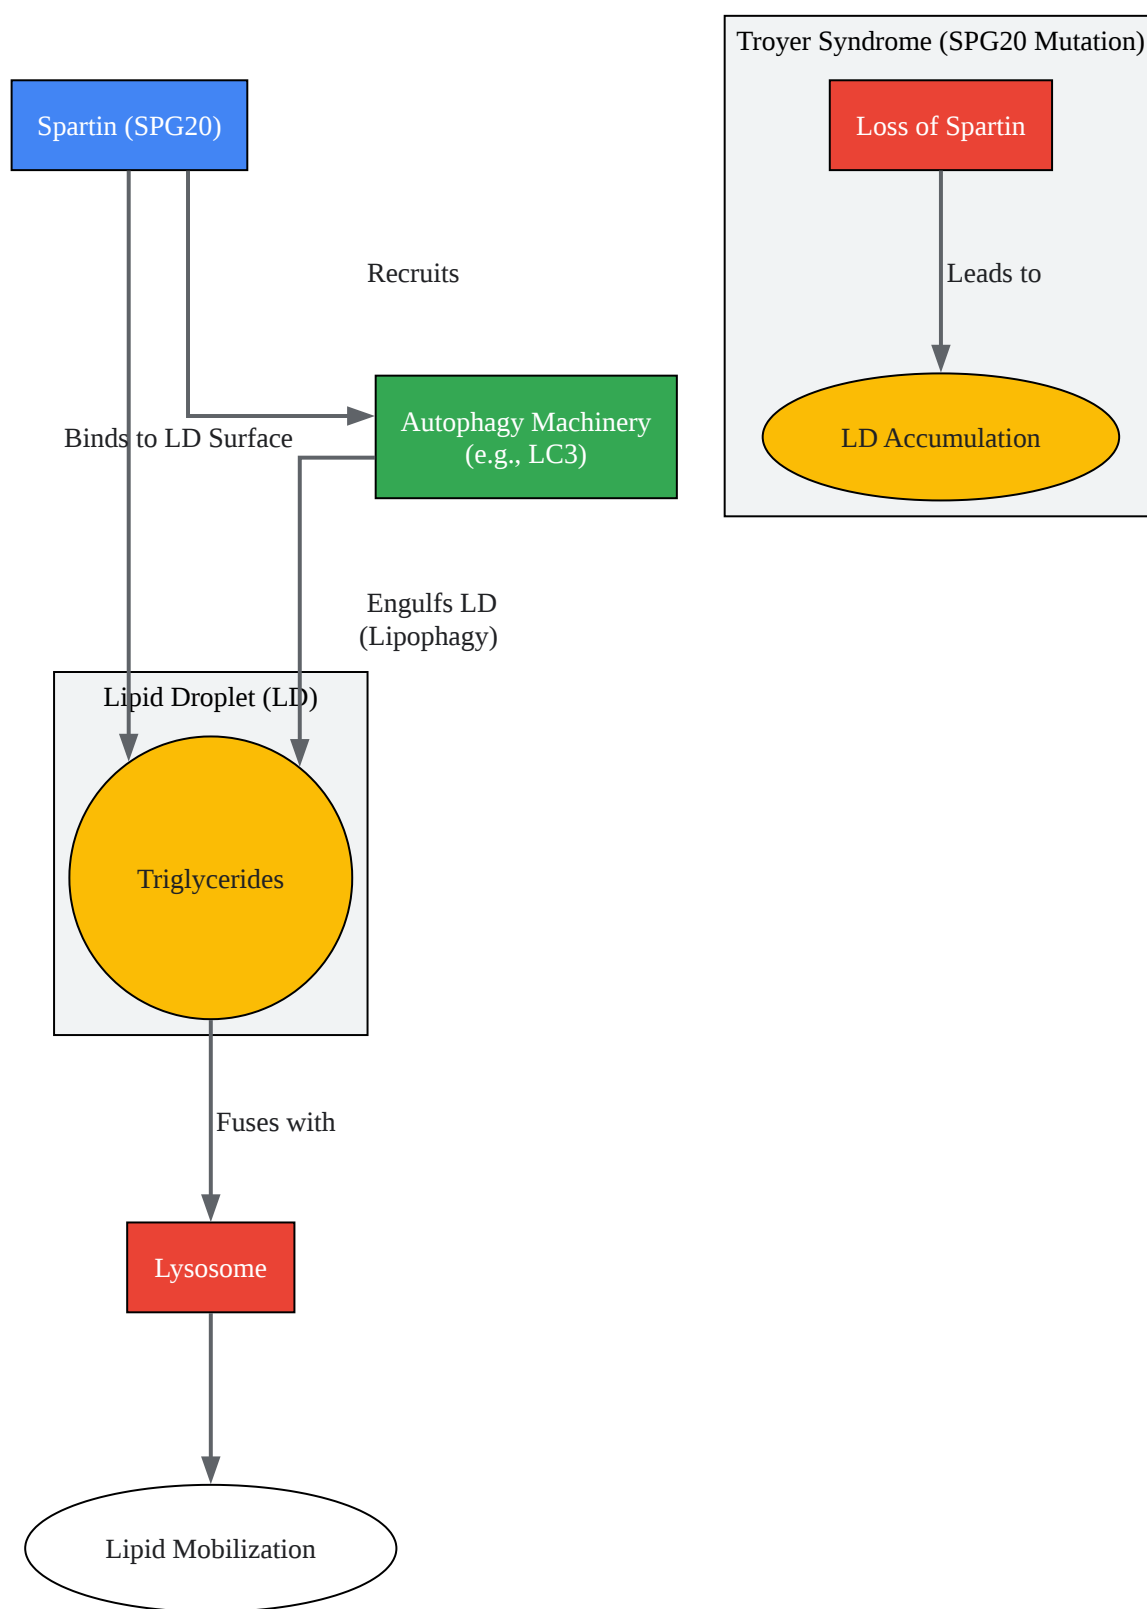 Troyer Syndrome (SPG20 Mutation)
Spartin (SPG20)
Loss of Spartin
Recruits
Leads to
Autophagy Machinery
(e.g., LC3)
Binds to LD Surface
LD Accumulation
Engulfs LD
(Lipophagy)
Lipid Droplet (LD)
Triglycerides
Fuses with
Lysosome
Lipid Mobilization